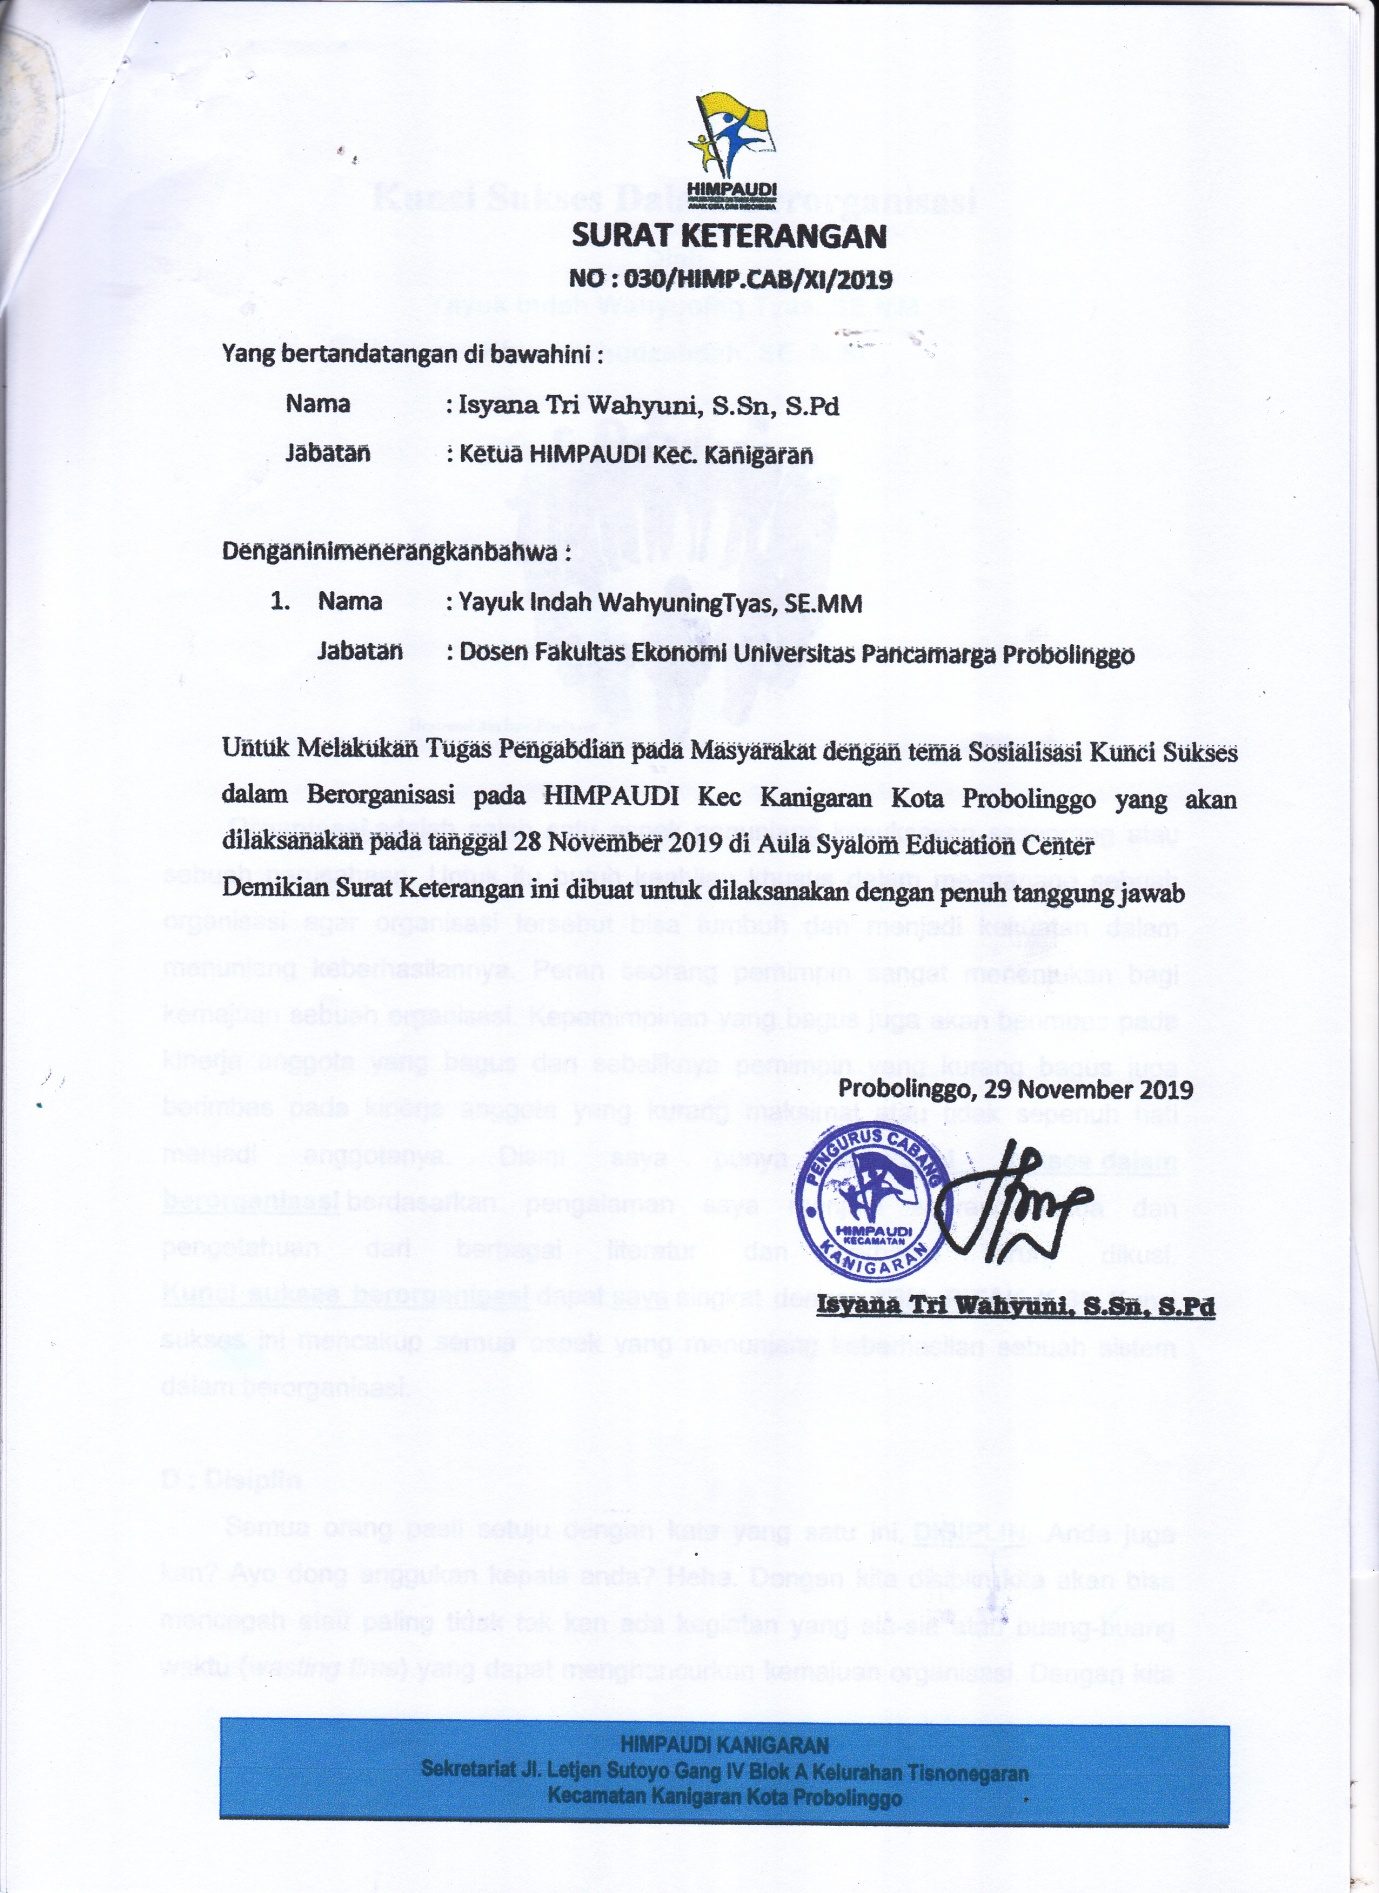 HIMPAUDI
SURAT KETERANGAN
NO : 030/HIMP.CAB/XI/2019
Yang bertandatangan di bawahini :
Nama : Isyana Tri Wahyuni, S.Sn, S.Pd
Jabatan : Ketua HIMPAUDI Kec. Kanigaran
Denganinimenerangkanbahwa :
1. Nama : Yayuk Indah WahyuningTyas, SE.MM
Jabatan : Dosen Fakultas Ekonomi Universitas Pancamarga Probolinggo
Untuk Melakukan Tugas Pengabdian pada Masyarakat dengan tema Sosialisasi Kunci Sukses
dalam Berorganisasi pada HIMPAUDI Kec Kanigaran Kota Probolinggo yang akan
dilaksanakan pada tanggal 28 November 2019 di Aula Syalom Education Center
Demikian Surat Keterangan ini dibuat untuk dilaksanakan dengan penuh tanggung jawab
Probolinggo, 29 November 2019
PENGURUS CABANG
HIMPAUDI
KECAMATAN
KANIGARAN
Isyana Tri Wahyuni, S.Sn, S.Pd
HIMPAUDI KANIGARAN
Sekretariat Jl. Letjen Sutoyo Gang IV Blok A Kelurahan Tisnonegaran
Kecamatan Kanigaran Kota Probolinggo